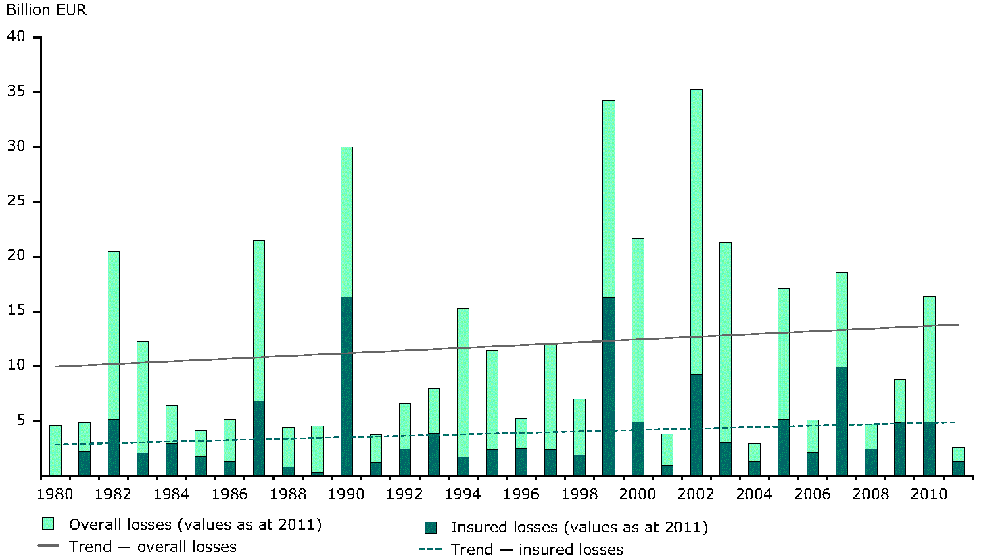 Billion EUR
40
35
30
25
20
15
10
5
1980 1982 1984 1986 1988 1990 1992 1994 1996 1998 2000 2002 2004 2006 2008 2010
Overall losses (values as at 2011) Insured losses (values as at 2011)
Trend — overall losses Trend — insured losses